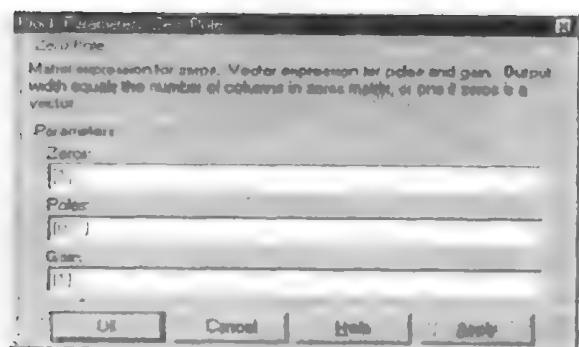 Block Parameters: Zero-Pole
Zero-Pole
Matrix expression for zeros. Vector expression for poles and gain. Output
width equals the number of columns in zeros matrix, or one if zeros is a
vector.
Parameters
Zeros:
[1]
Poles:
Gain:
[1]
OK
Cancel
Help
Apply